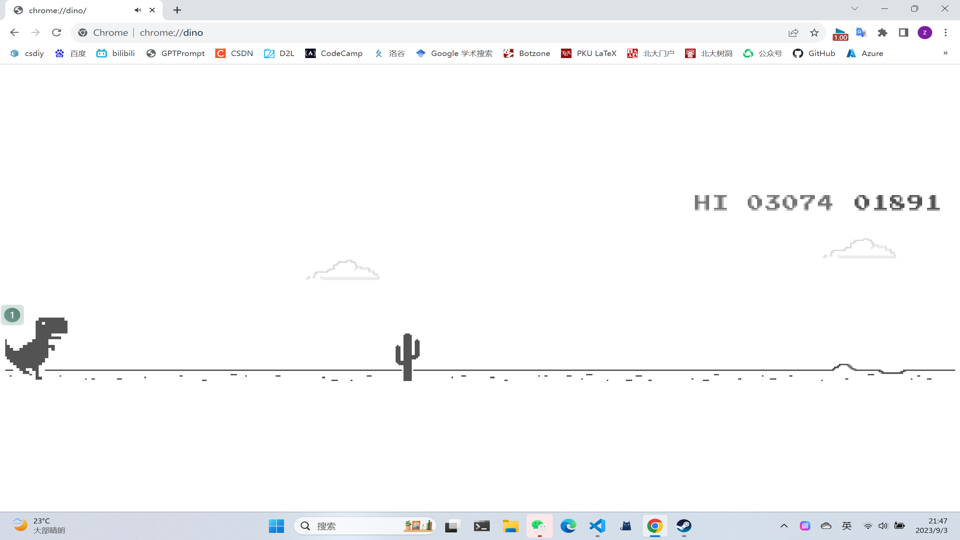 chrome://dino/
Chrome | chrome://dino
1.00
z
csdiy 百度 bilibili GPTPrompt CSDN D2L CodeCamp 洛谷 Google 学术搜索 Botzone PKU LaTeX 北大门户 北大树洞 公众号 GitHub Azure »
HI 03074 01891
1
23°C
大部晴朗
搜索
英
21:47
2023/9/3